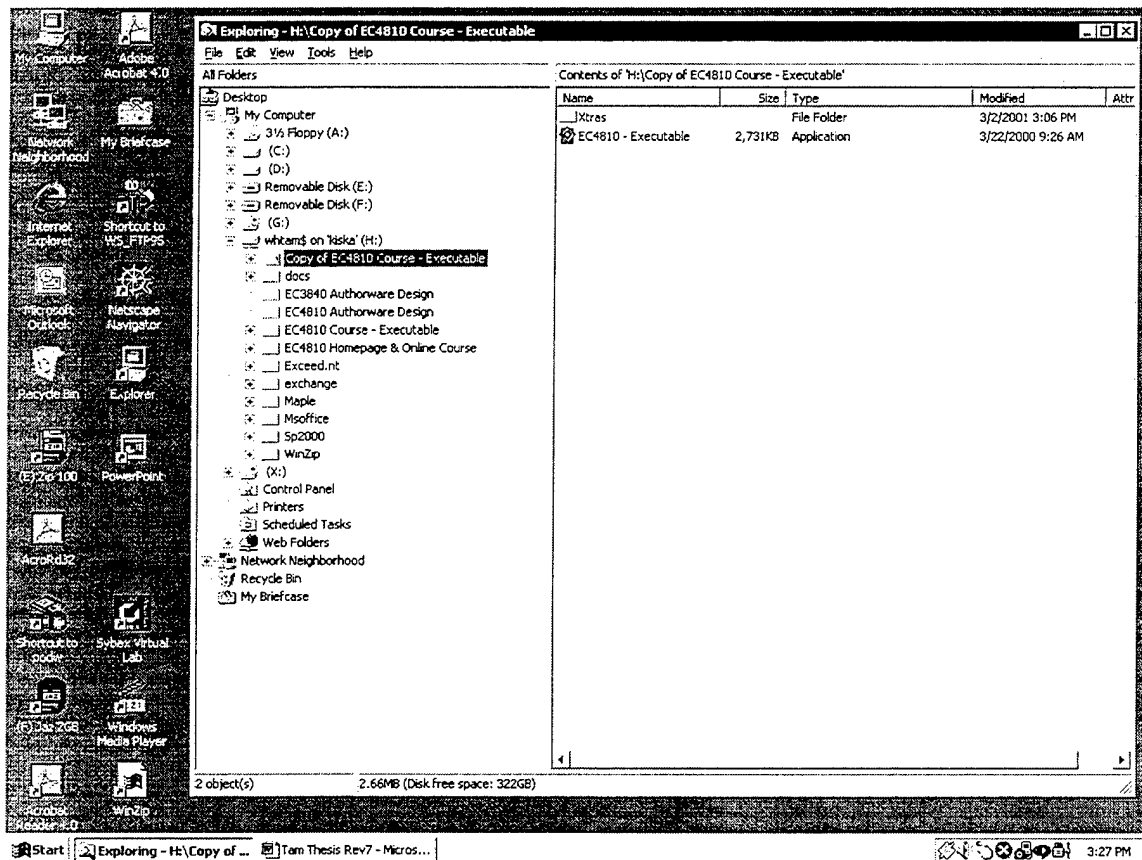 Exploring - H:\Copy of EC4810 Course - Executable
File Edit View Tools Help
All Folders
Contents of 'H:\Copy of EC4810 Course - Executable'
Name Size Type Modified Attr
Xtras File Folder 3/2/2001 3:06 PM
EC4810 - Executable 2,731KB Application 3/22/2000 9:26 AM
Desktop
My Computer
3½ Floppy (A:)
(C:)
(D:)
Removable Disk (E:)
Removable Disk (F:)
(G:)
whtam$ on 'kiska' (H:)
Copy of EC4810 Course - Executable
docs
EC3840 Authorware Design
EC4810 Authorware Design
EC4810 Course - Executable
EC4810 Homepage & Online Course
Exceed.nt
exchange
Maple
Msoffice
Sp2000
WinZip
(X:)
Control Panel
Printers
Scheduled Tasks
Web Folders
Network Neighborhood
Recycle Bin
My Briefcase
2 object(s) 2.66MB (Disk free space: 322GB)
My Computer
Adobe Acrobat 4.0
Network Neighborhood
My Briefcase
Internet Explorer
Shortcut to WS_FTP95
Microsoft Outlook
Netscape Navigator
Recycle Bin
Explorer
(E) Zip 100
PowerPoint
AcroRd32
Shortcut to
Sybex Virtual Lab
(F) Jaz 2GB
Windows Media Player
Acrobat Reader 4.0
WinZip
Start Exploring - H:\Copy of ... Tam Thesis Rev7 - Micros... 3:27 PM